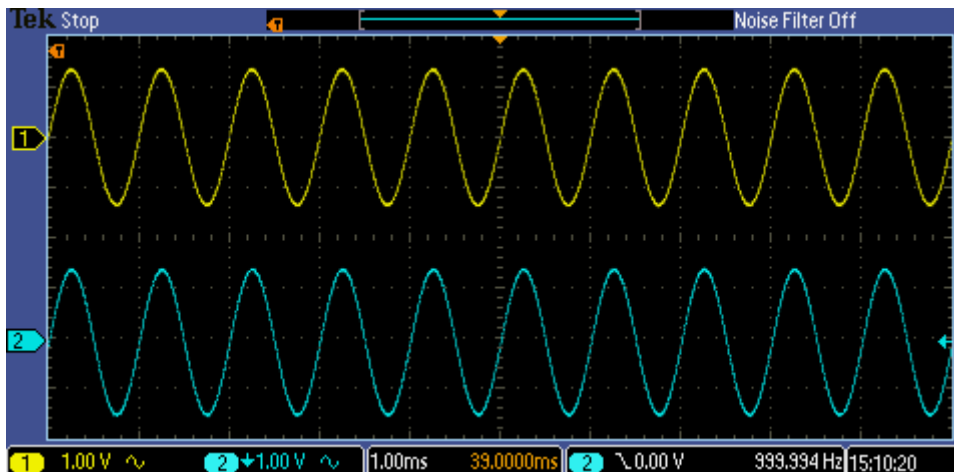 Tek Stop T Noise Filter Off
T
1
2
1 1.00 V 2 1.00 V 1.00ms 39.0000ms 2 0.00 V 999.994 Hz 15:10:20